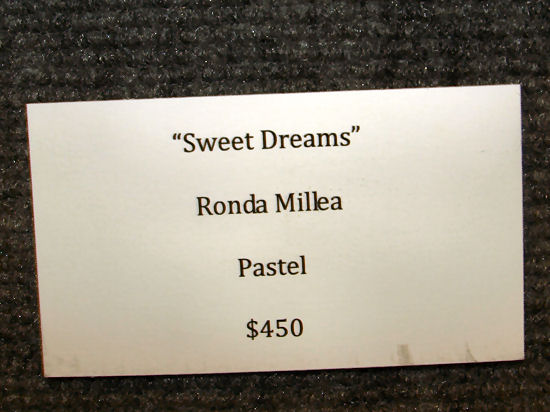 “Sweet Dreams”
Ronda Millea
Pastel
$450